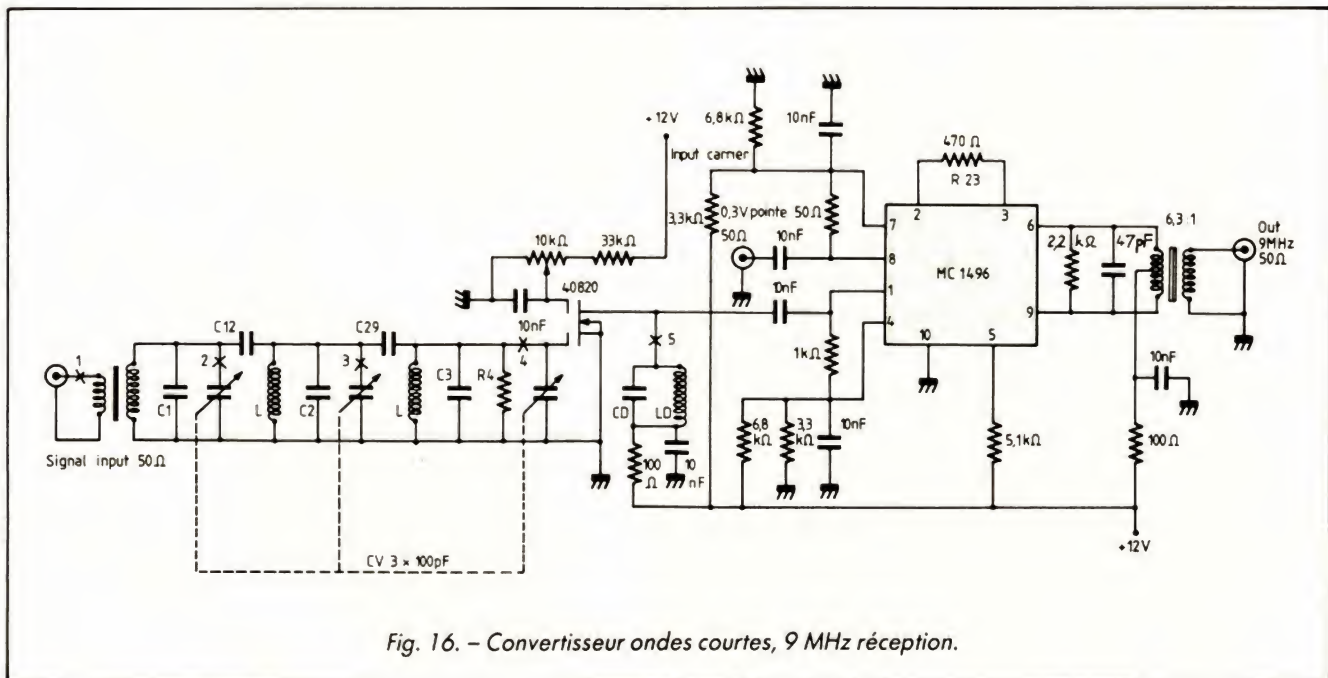 6,8kΩ
10nF
+12V
Input carrier
470 Ω
R 23
3,3kΩ
0,3V pointe
50Ω
50Ω
10nF
10kΩ
33kΩ
40820
10nF
2
3
7
8
1
4
MC 1496
6
9
10
5
2,2 kΩ
47pF
6,3:1
Out
9MHz
50Ω
C12
C29
10nF
1
2
3
4
5
C1
L
C2
L
C3
R4
CD
LD
1kΩ
Signal input 50Ω
100 Ω
10 nF
6,8 kΩ
3,3 kΩ
10nF
5,1kΩ
100Ω
10nF
+12V
CV 3 × 100pF
Fig. 16. – Convertisseur ondes courtes, 9 MHz réception.